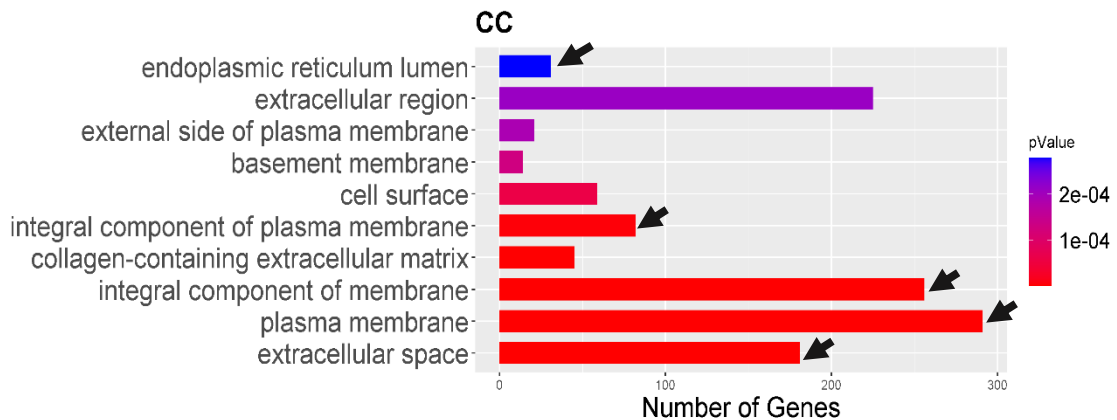 CC
endoplasmic reticulum lumen
extracellular region
external side of plasma membrane
basement membrane
cell surface
integral component of plasma membrane
collagen-containing extracellular matrix
integral component of membrane
plasma membrane
extracellular space
0 100 200 300
Number of Genes
pValue
2e-04
1e-04